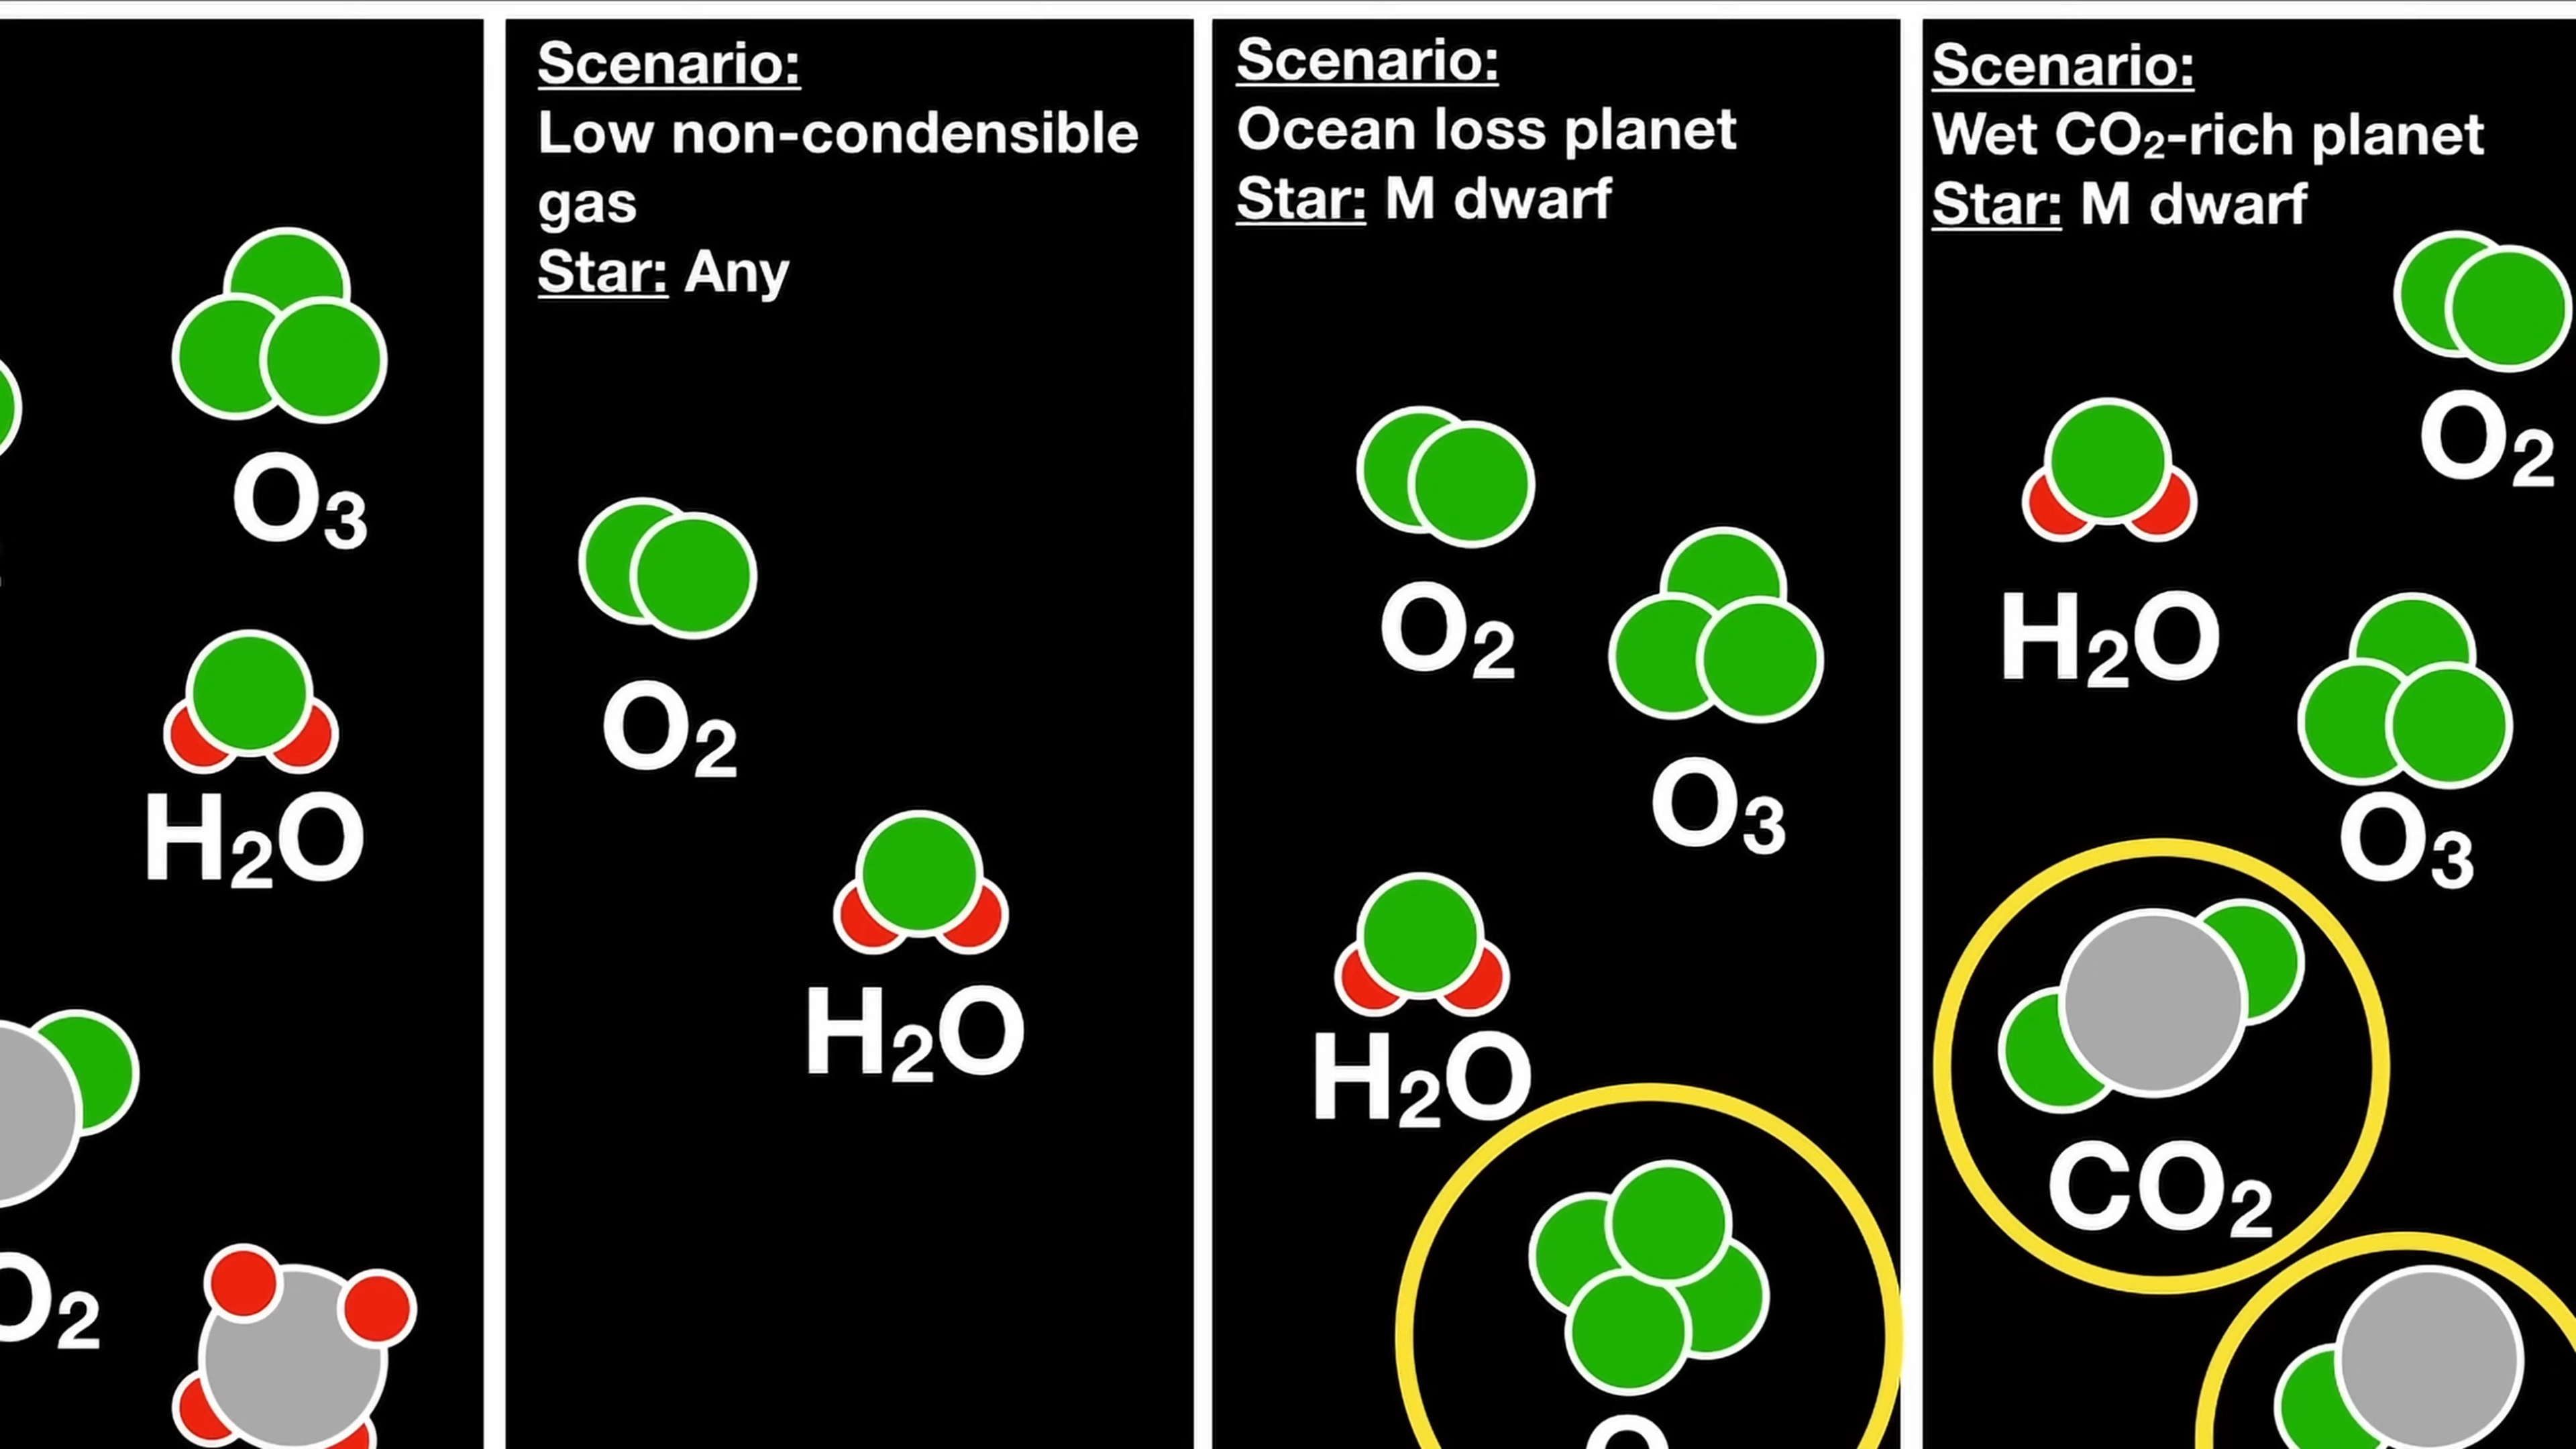 O₃
H₂O
O₂
Scenario:
Low non-condensible
gas
Star: Any
O₂
H₂O
Scenario:
Ocean loss planet
Star: M dwarf
O₂
O₃
H₂O
Scenario:
Wet CO₂-rich planet
Star: M dwarf
O₂
H₂O
O₃
CO₂